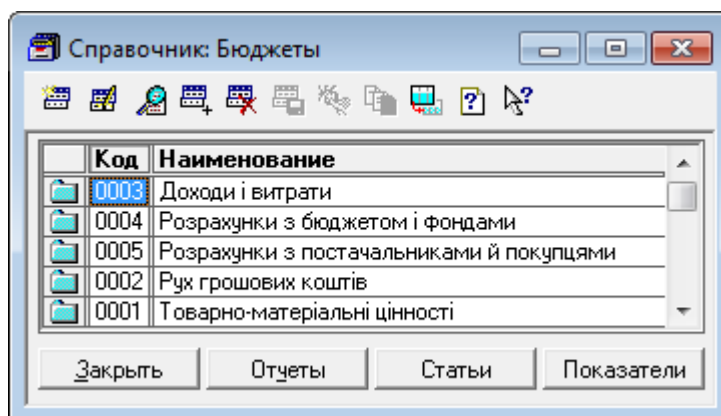 Справочник: Бюджеты
Код Наименование
0003 Доходи і витрати
0004 Розрахунки з бюджетом і фондами
0005 Розрахунки з постачальниками й покупцями
0002 Рух грошових коштів
0001 Товарно-матеріальні цінності
Закрыть Отчеты Статьи Показатели